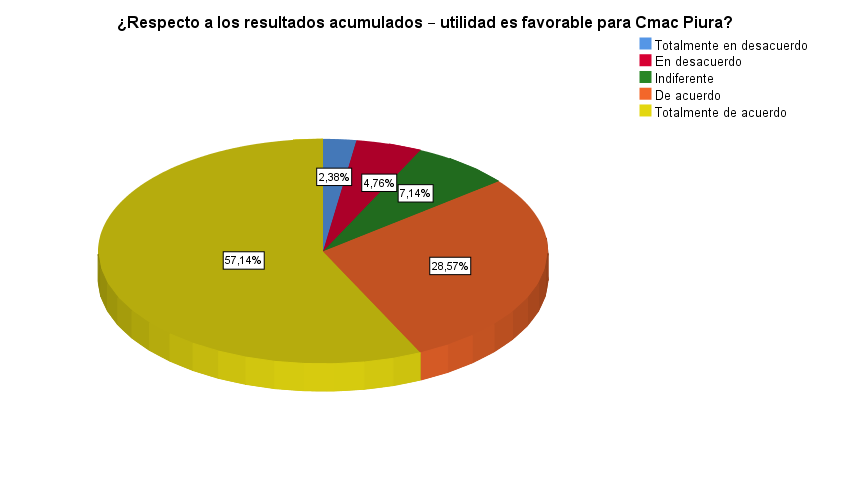 ¿Respecto a los resultados acumulados – utilidad es favorable para Cmac Piura?
Totalmente en desacuerdo
En desacuerdo
Indiferente
De acuerdo
Totalmente de acuerdo
2,38%
4,76%
7,14%
57,14%
28,57%